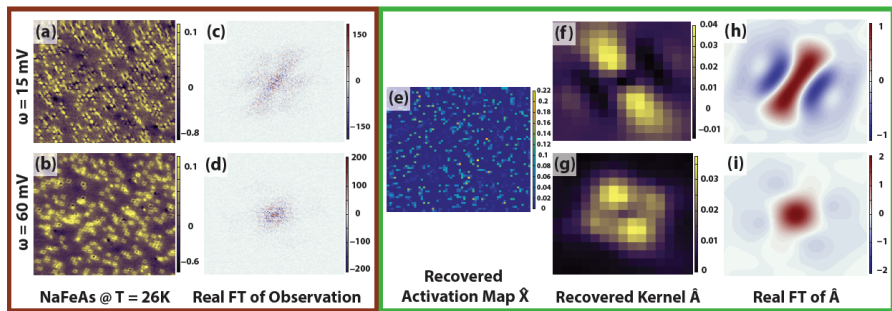 (a)
0.1
0
−0.8
ω = 15 mV
(c)
150
0
−150
(b)
0.1
0
−0.6
ω = 60 mV
(d)
200
100
0
−100
−200
NaFeAs @ T = 26K
Real FT of Observation
(e)
0.22
0.2
0.18
0.16
0.14
0.12
0.1
0.08
0.06
0.04
0.02
0
Recovered
Activation Map X̂
(f)
0.04
0.03
0.02
0.01
0
−0.01
(g)
0.03
0.02
0.01
0
Recovered Kernel Â
(h)
1
0
−1
(i)
2
1
0
−1
−2
Real FT of Â